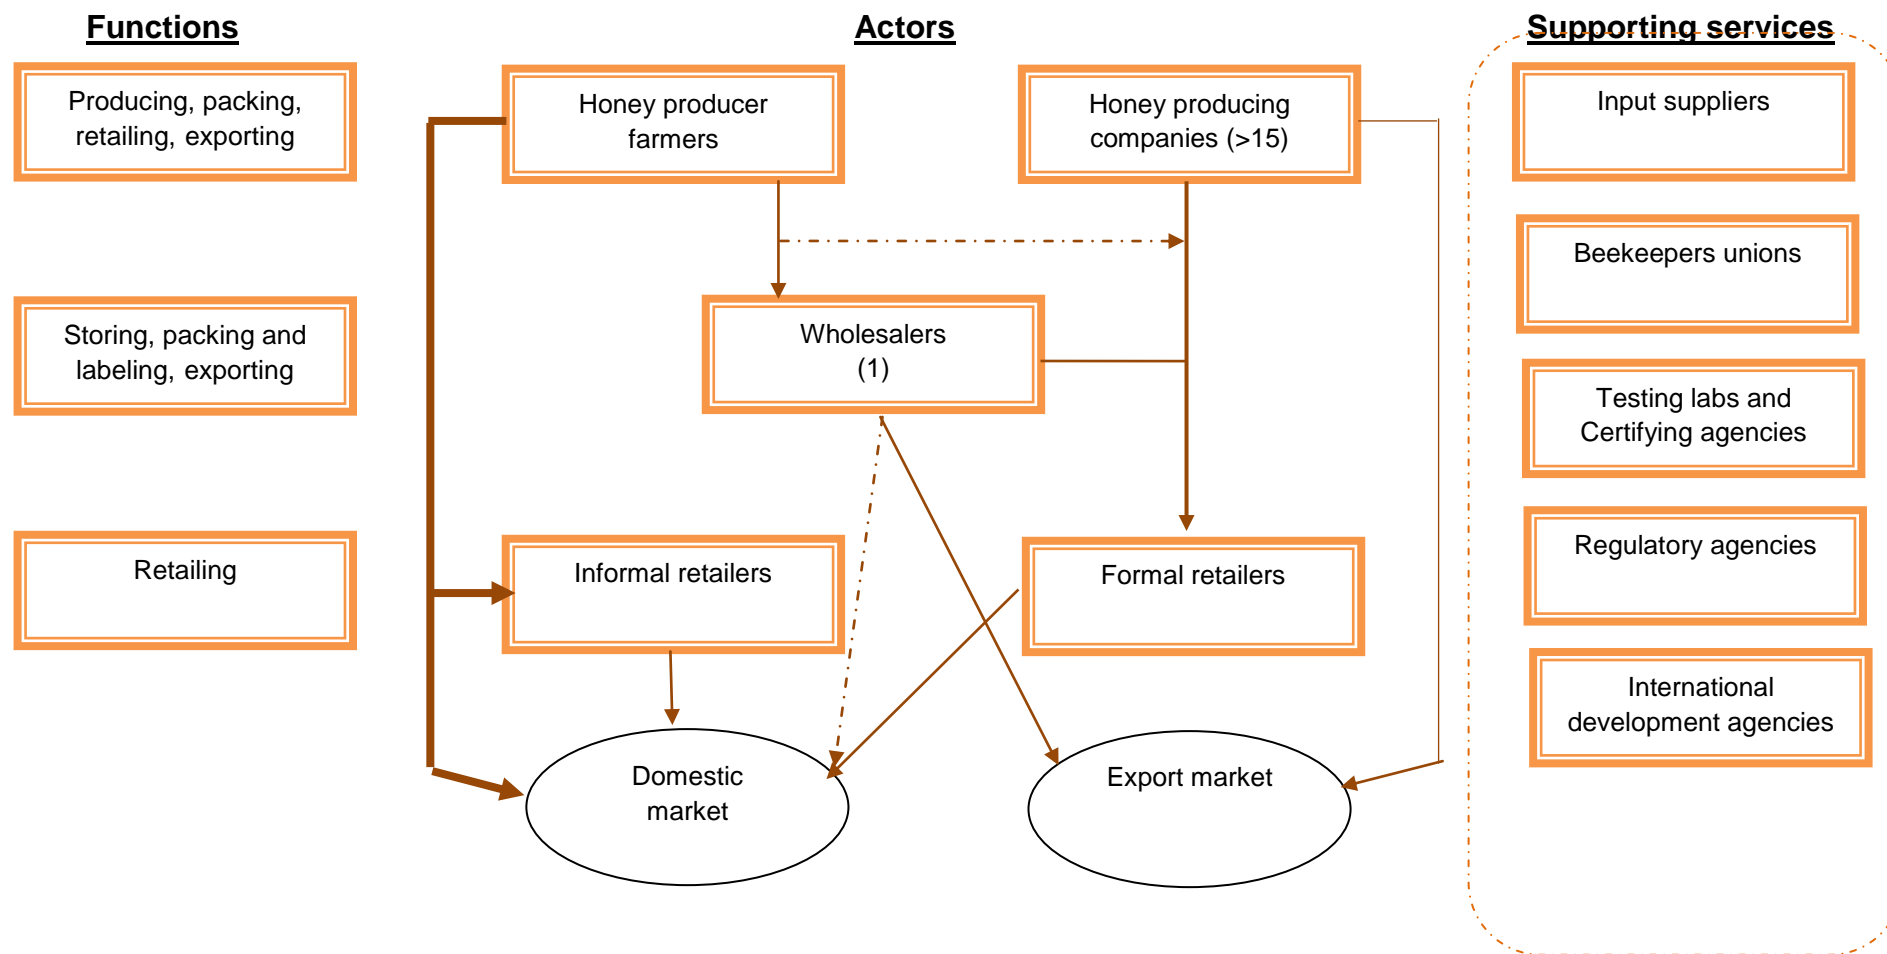 Functions
Actors
Supporting services
Producing, packing,
retailing, exporting
Honey producer
farmers
Honey producing
companies (>15)
Input suppliers
Beekeepers unions
Storing, packing and
labeling, exporting
Wholesalers
(1)
Testing labs and
Certifying agencies
Retailing
Informal retailers
Formal retailers
Regulatory agencies
International
development agencies
Domestic
market
Export market